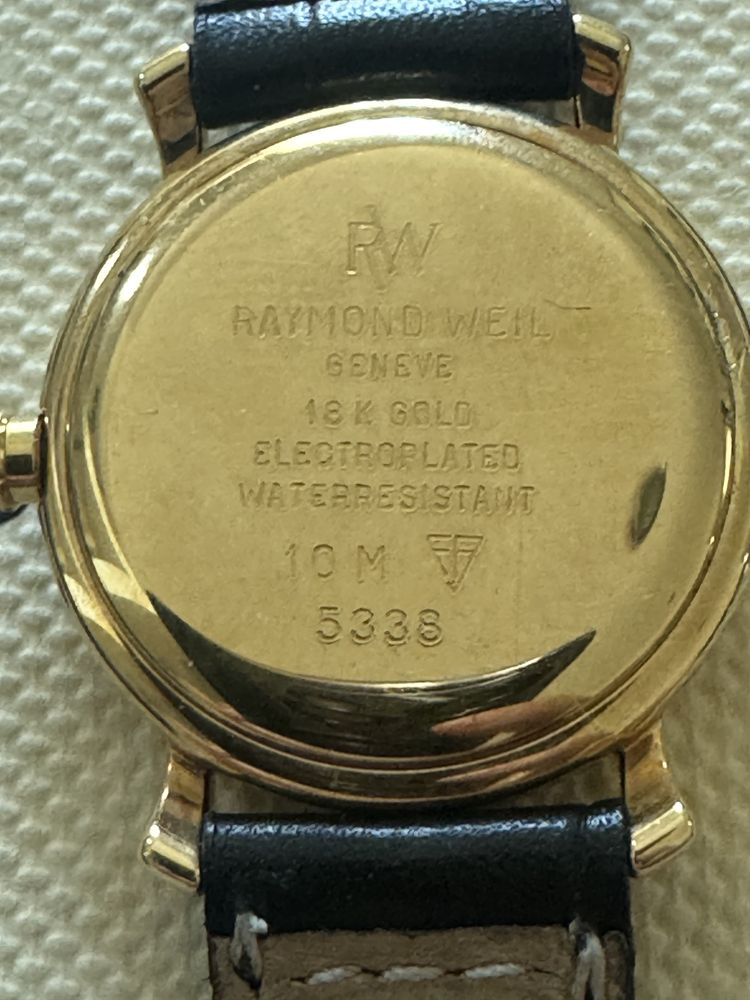 RW
RAYMOND WEIL
GENEVE
18 K GOLD
ELECTROPLATED
WATERRESISTANT
10 M
5338